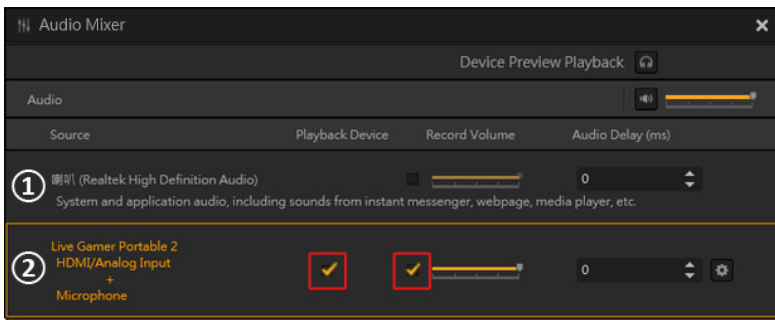 Audio Mixer
Device Preview Playback
Audio
Source Playback Device Record Volume Audio Delay (ms)
① 喇叭 (Realtek High Definition Audio) 0
System and application audio, including sounds from instant messenger, webpage, media player, etc.
Live Gamer Portable 2
② HDMI/Analog Input 0
+
Microphone